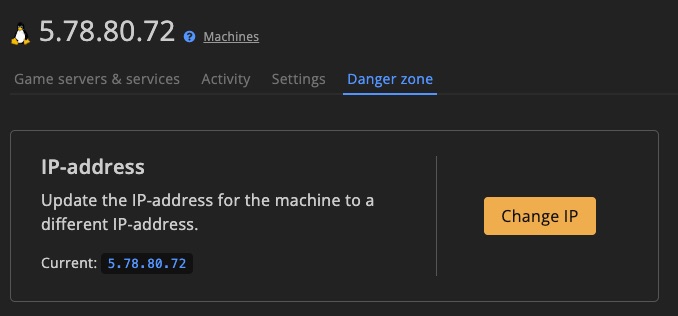 5.78.80.72 ? Machines
Game servers & services Activity Settings Danger zone
IP-address
Update the IP-address for the machine to a
different IP-address.
Change IP
Current: 5.78.80.72